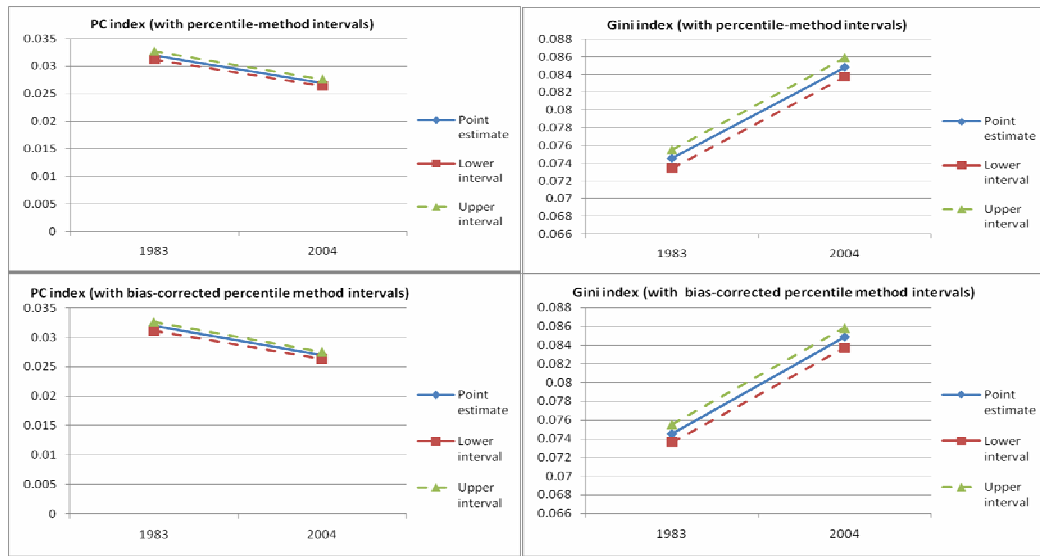 PC index (with percentile-method intervals)
0.035
0.03
0.025
0.02
0.015
0.01
0.005
0
1983
2004
Point
estimate
Lower
interval
Upper
interval
Gini index (with percentile-method intervals)
0.088
0.086
0.084
0.082
0.08
0.078
0.076
0.074
0.072
0.07
0.068
0.066
1983
2004
Point
estimate
Lower
interval
Upper
interval
PC index (with bias-corrected percentile method intervals)
0.035
0.03
0.025
0.02
0.015
0.01
0.005
0
1983
2004
Point
estimate
Lower
interval
Upper
interval
Gini index (with bias-corrected percentile method intervals)
0.088
0.086
0.084
0.082
0.08
0.078
0.076
0.074
0.072
0.07
0.068
0.066
1983
2004
Point
estimate
Lower
interval
Upper
interval